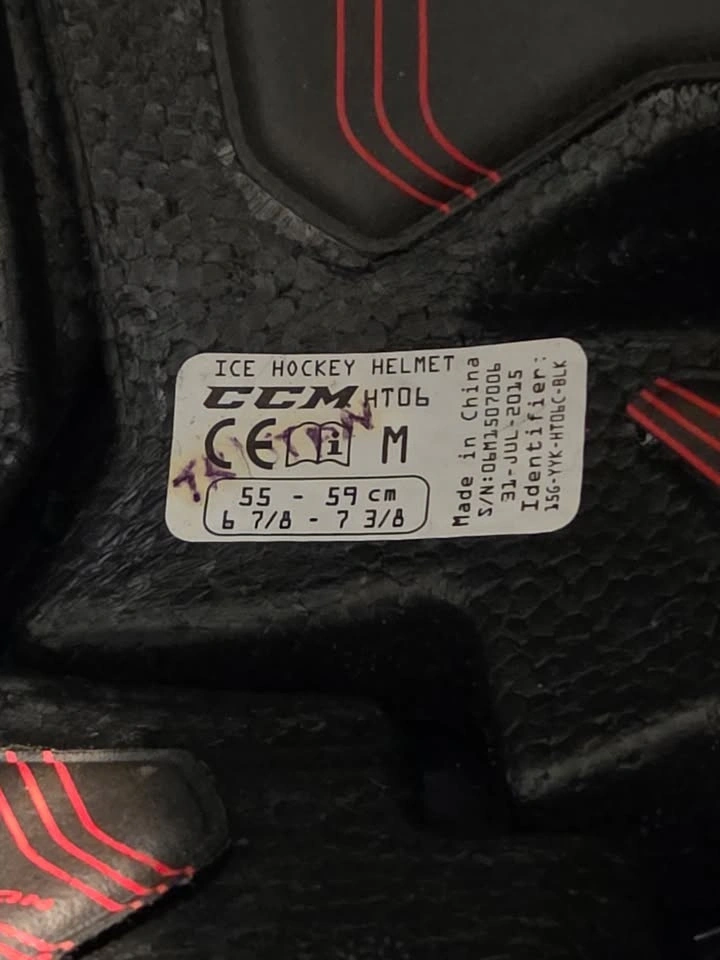 ICE HOCKEY HELMET
CCM HT06
CE i M
55 - 59 cm
6 7/8 - 7 3/8
Made in China
S/N:06M1507006
31-JUL-2015
Identifier:
15G-YYK-HT06C-BLK